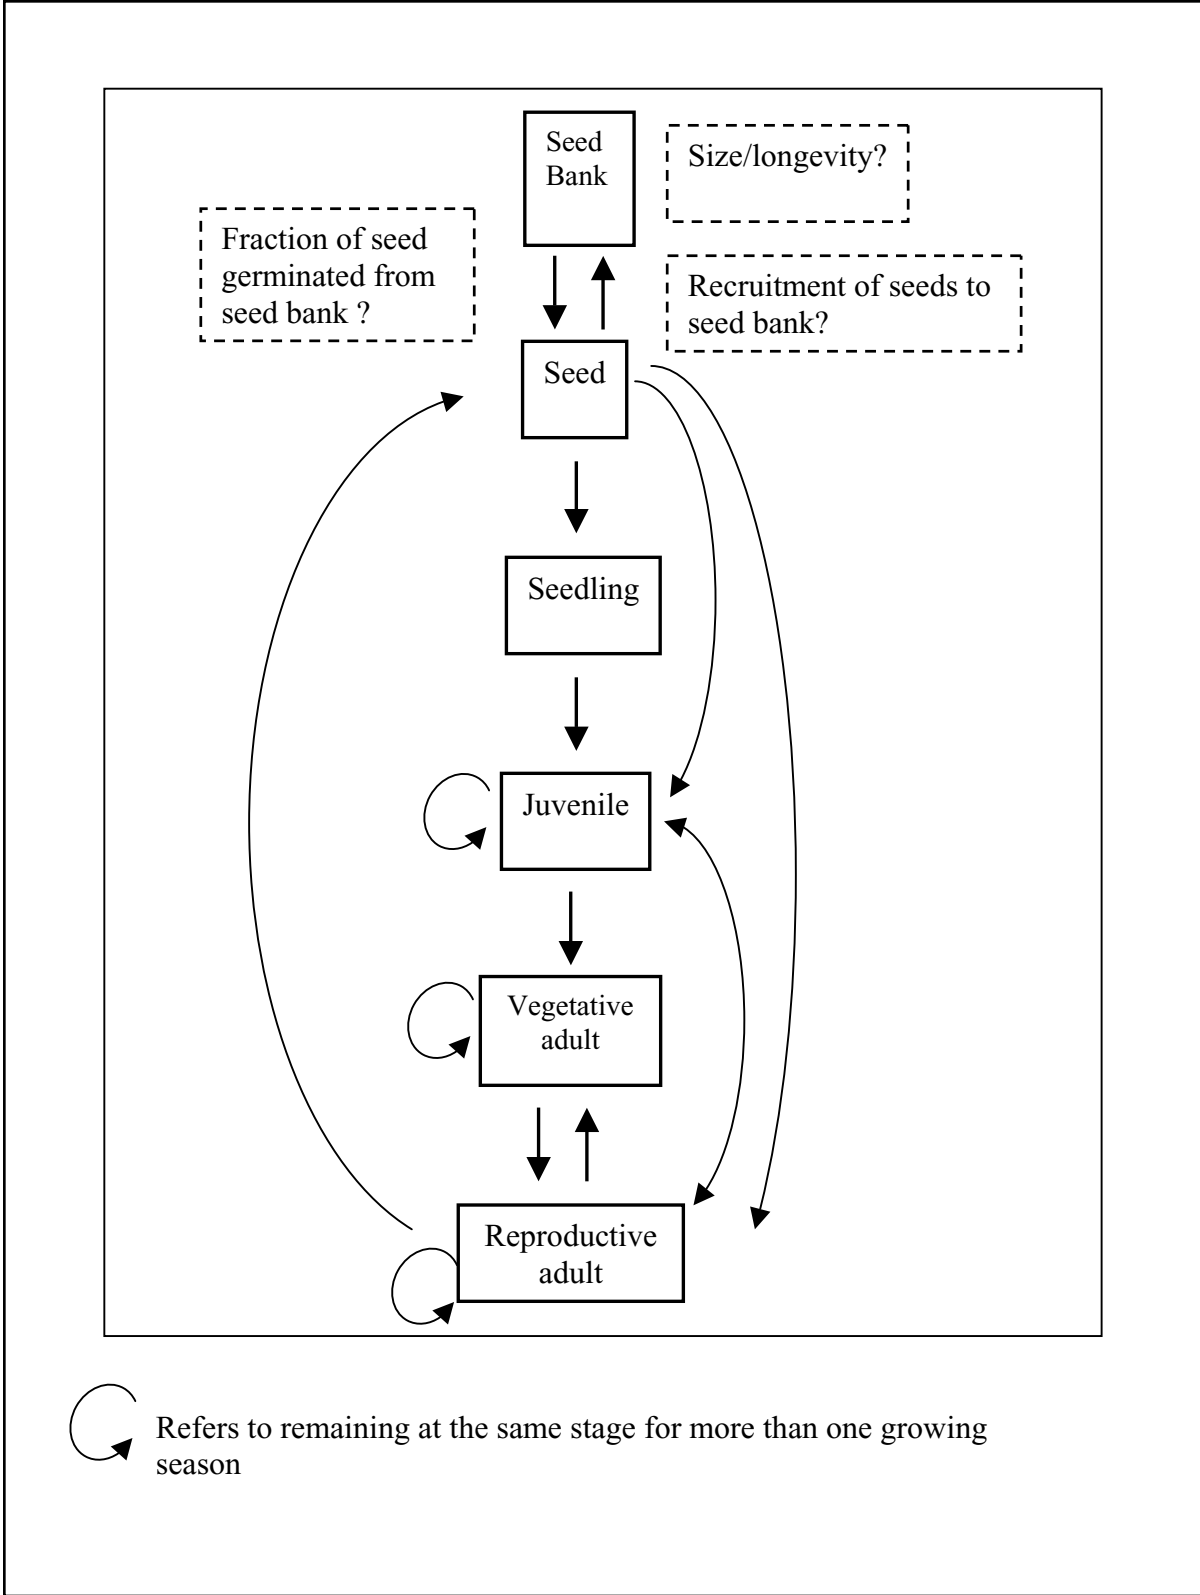 Seed
Bank
Size/longevity?
Fraction of seed
germinated from
seed bank ?
Recruitment of seeds to
seed bank?
Seed
Seedling
Juvenile
Vegetative
adult
Reproductive
adult
Refers to remaining at the same stage for more than one growing
season